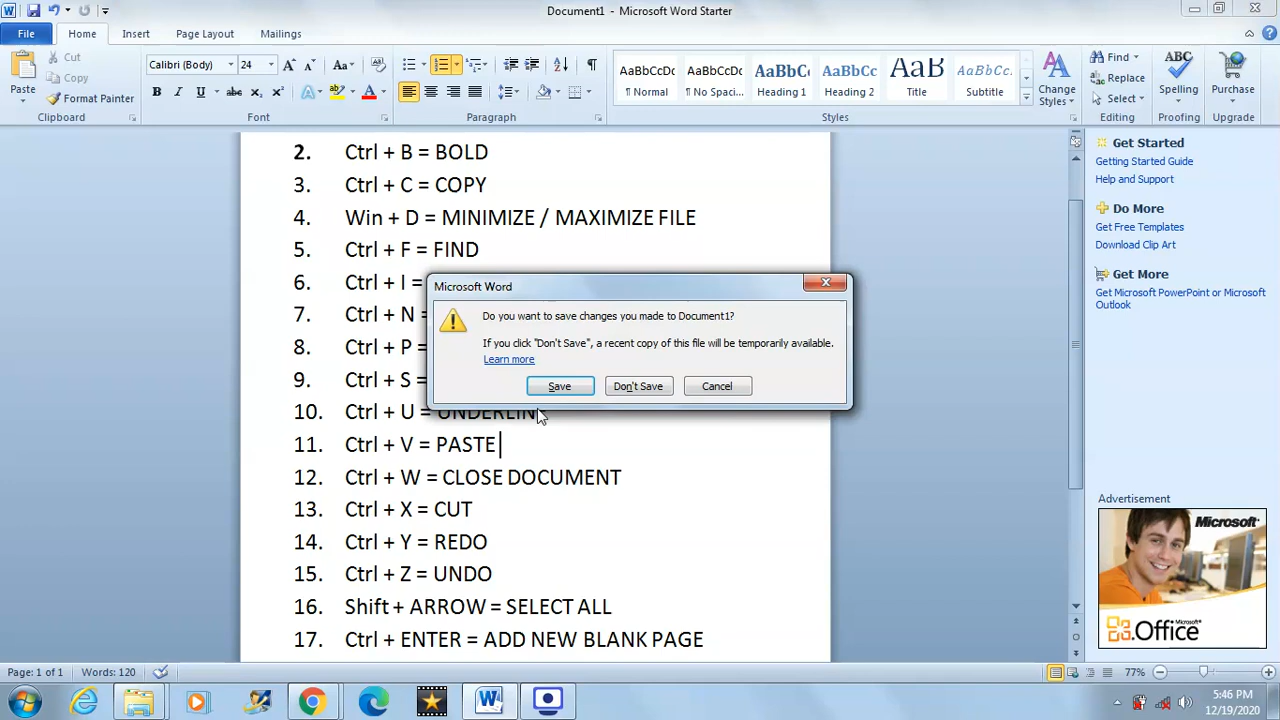 Document1 - Microsoft Word Starter
File Home Insert Page Layout Mailings
Cut
Copy
Paste
Format Painter
Clipboard
Calibri (Body) 24
Font
Paragraph
AaBbCcDc AaBbCcDc AaBbCc AaBbCc AaB AaBbCcDc
¶ Normal ¶ No Spaci... Heading 1 Heading 2 Title Subtitle
Change Styles
Styles
Find
Replace
Select
Editing
Spelling
Proofing
Purchase
Upgrade
2. Ctrl + B = BOLD
3. Ctrl + C = COPY
4. Win + D = MINIMIZE / MAXIMIZE FILE
5. Ctrl + F = FIND
6. Ctrl + I =
7. Ctrl + N =
8. Ctrl + P =
9. Ctrl + S =
10. Ctrl + U = UNDERLIN
11. Ctrl + V = PASTE
12. Ctrl + W = CLOSE DOCUMENT
13. Ctrl + X = CUT
14. Ctrl + Y = REDO
15. Ctrl + Z = UNDO
16. Shift + ARROW = SELECT ALL
17. Ctrl + ENTER = ADD NEW BLANK PAGE
Microsoft Word
Do you want to save changes you made to Document1?
If you click "Don't Save", a recent copy of this file will be temporarily available.
Learn more
Save Don't Save Cancel
Get Started
Getting Started Guide
Help and Support
Do More
Get Free Templates
Download Clip Art
Get More
Get Microsoft PowerPoint or Microsoft
Outlook
Advertisement
Microsoft
Office
Page: 1 of 1 Words: 120
77%
5:46 PM
12/19/2020